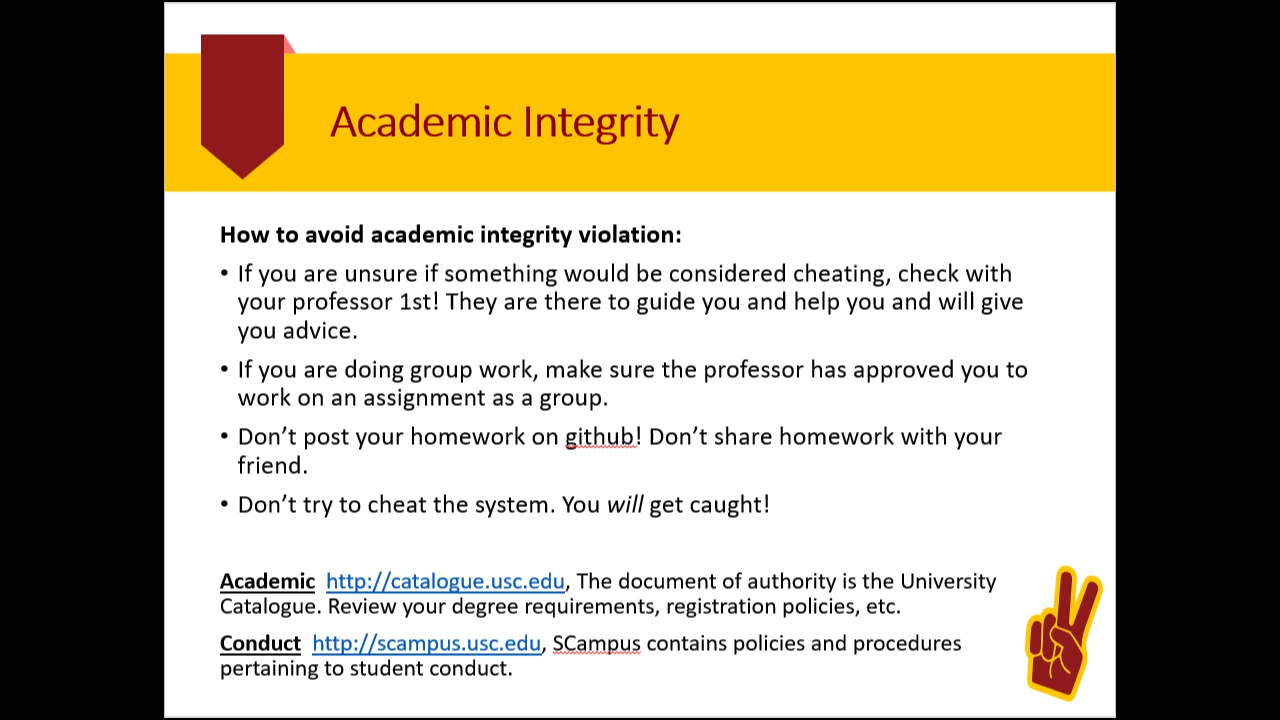 Academic Integrity
How to avoid academic integrity violation:
• If you are unsure if something would be considered cheating, check with
your professor 1st! They are there to guide you and help you and will give
you advice.
• If you are doing group work, make sure the professor has approved you to
work on an assignment as a group.
• Don’t post your homework on github! Don’t share homework with your
friend.
• Don’t try to cheat the system. You will get caught!
Academic http://catalogue.usc.edu, The document of authority is the University
Catalogue. Review your degree requirements, registration policies, etc.
Conduct http://scampus.usc.edu, SCampus contains policies and procedures
pertaining to student conduct.